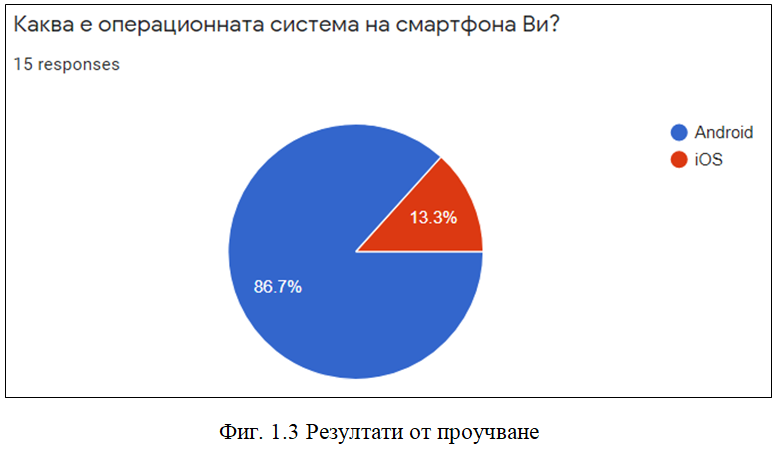 Каква е операционната система на смартфона Ви?
15 responses
Android
iOS
13.3%
86.7%
Фиг. 1.3 Резултати от проучване